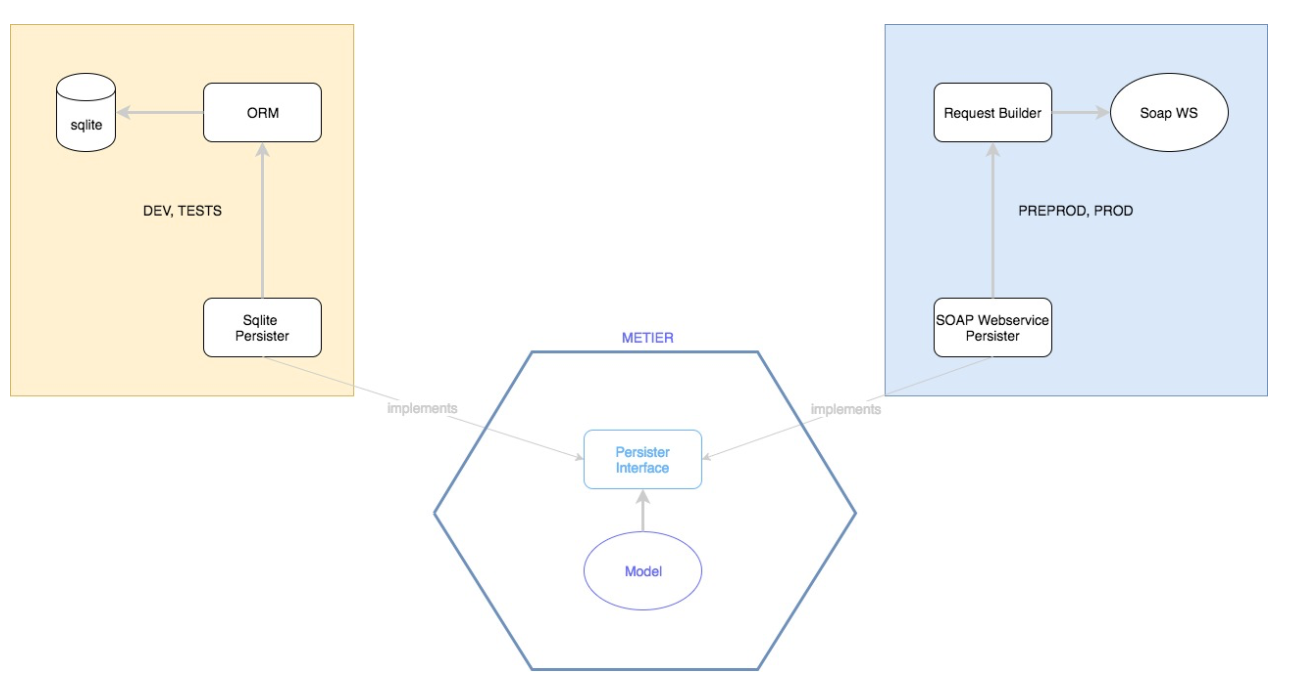 sqlite
ORM
DEV, TESTS
Sqlite
Persister
Request Builder
Soap WS
PREPROD, PROD
SOAP Webservice
Persister
METIER
implements
implements
Persister
Interface
Model